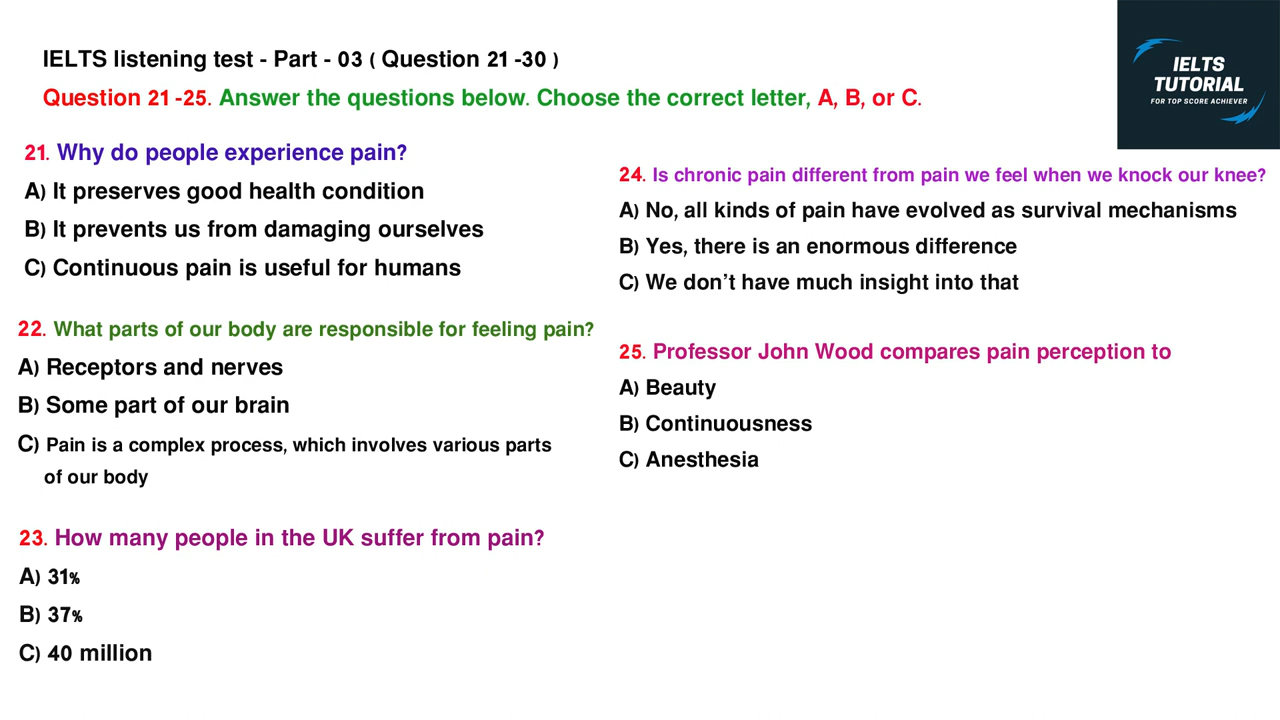 IELTS listening test - Part - 03 ( Question 21 -30 )
Question 21 -25. Answer the questions below. Choose the correct letter, A, B, or C.
IELTS
TUTORIAL
FOR TOP SCORE ACHIEVER
21. Why do people experience pain?
A) It preserves good health condition
B) It prevents us from damaging ourselves
C) Continuous pain is useful for humans
22. What parts of our body are responsible for feeling pain?
A) Receptors and nerves
B) Some part of our brain
C) Pain is a complex process, which involves various parts
of our body
23. How many people in the UK suffer from pain?
A) 31%
B) 37%
C) 40 million
24. Is chronic pain different from pain we feel when we knock our knee?
A) No, all kinds of pain have evolved as survival mechanisms
B) Yes, there is an enormous difference
C) We don’t have much insight into that
25. Professor John Wood compares pain perception to
A) Beauty
B) Continuousness
C) Anesthesia